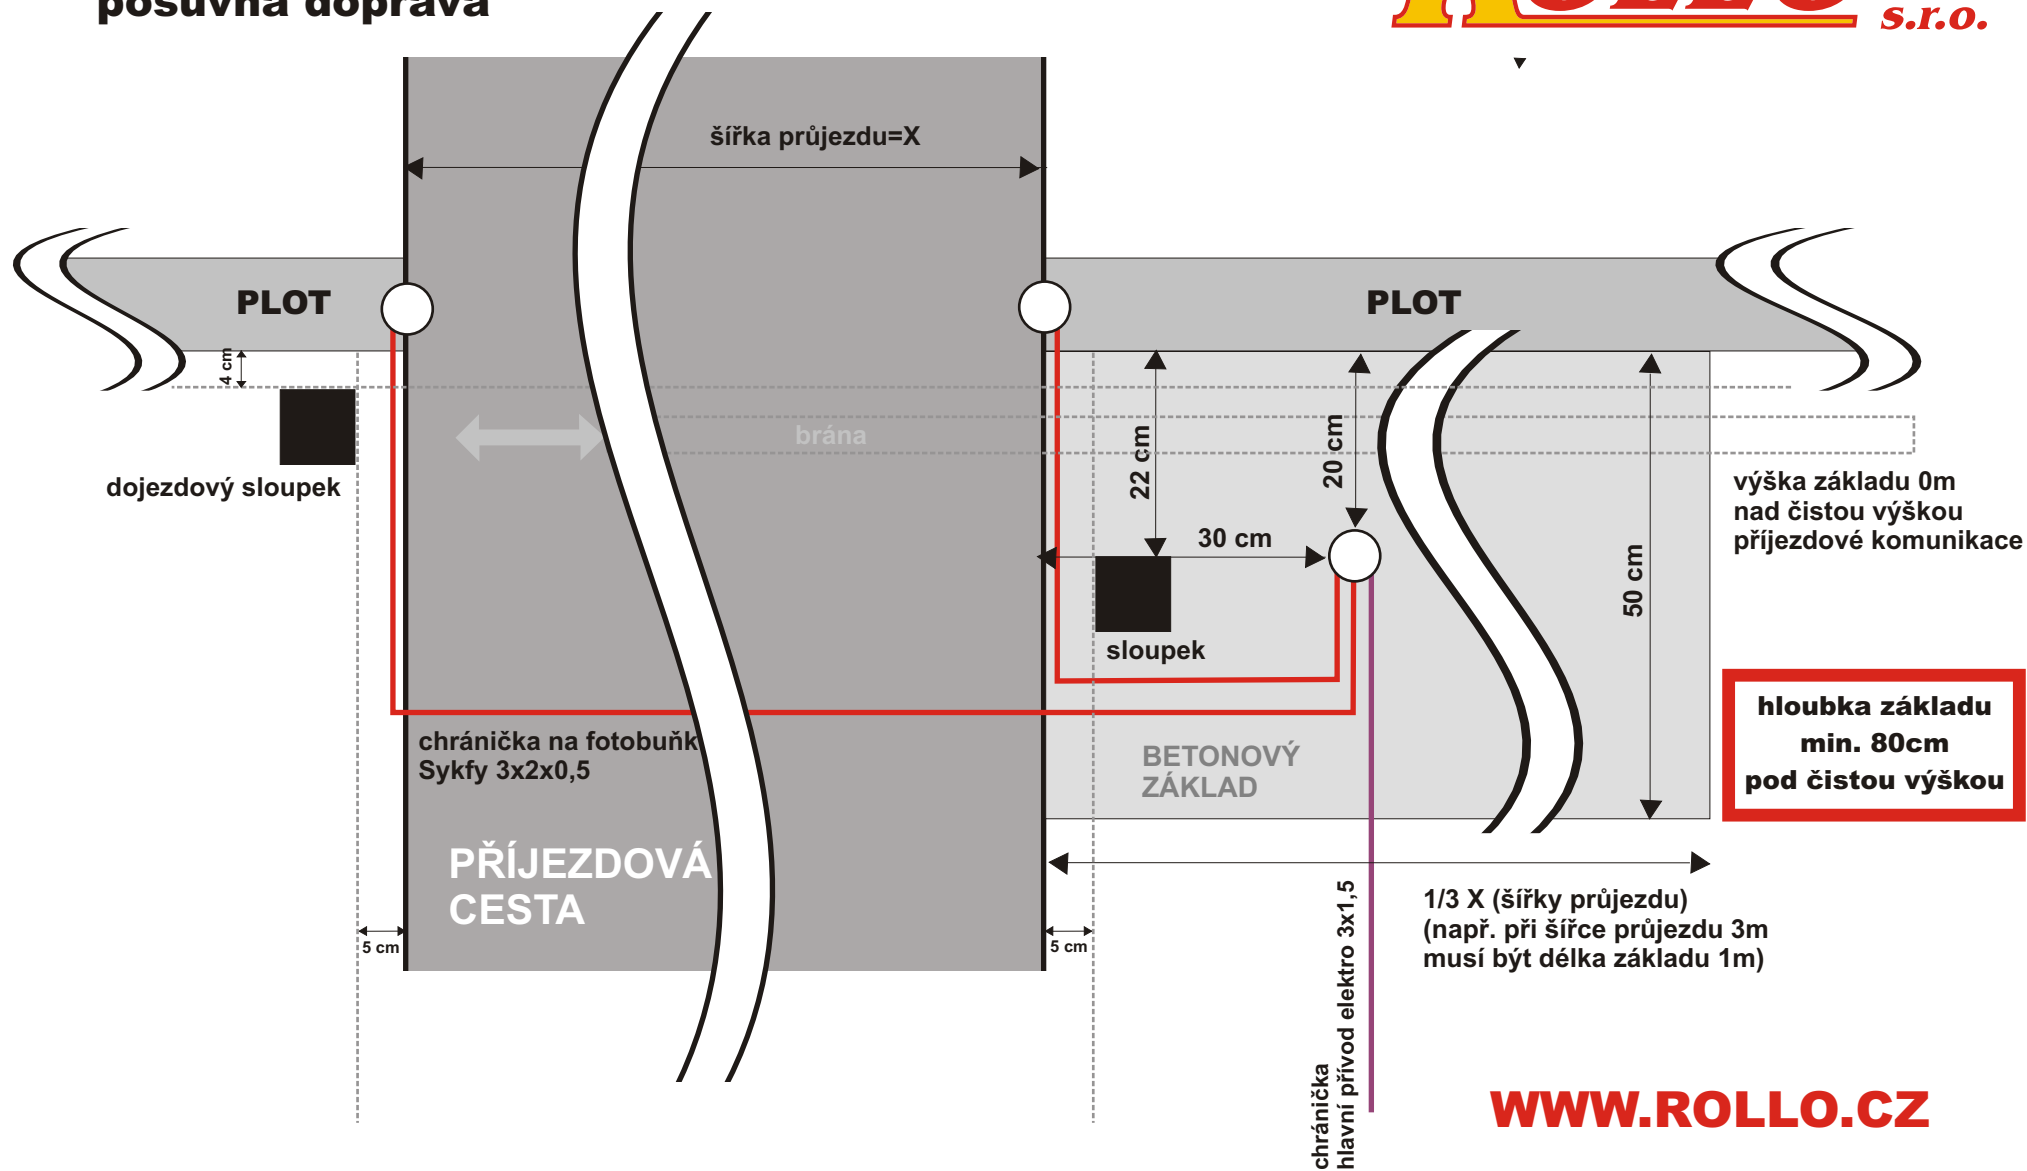 posuvná doprava
s.r.o.
šířka průjezdu=X
PLOT
PLOT
4 cm
brána
22 cm
20 cm
dojezdový sloupek
výška základu 0m
nad čistou výškou
příjezdové komunikace
30 cm
50 cm
sloupek
hloubka základu
min. 80cm
pod čistou výškou
chránička na fotobuňk
Sykfy 3x2x0,5
BETONOVÝ
ZÁKLAD
PŘÍJEZDOVÁ
CESTA
1/3 X (šířky průjezdu)
(např. při šířce průjezdu 3m
musí být délka základu 1m)
5 cm
5 cm
chránička
hlavní přívod elektro 3x1,5
WWW.ROLLO.CZ